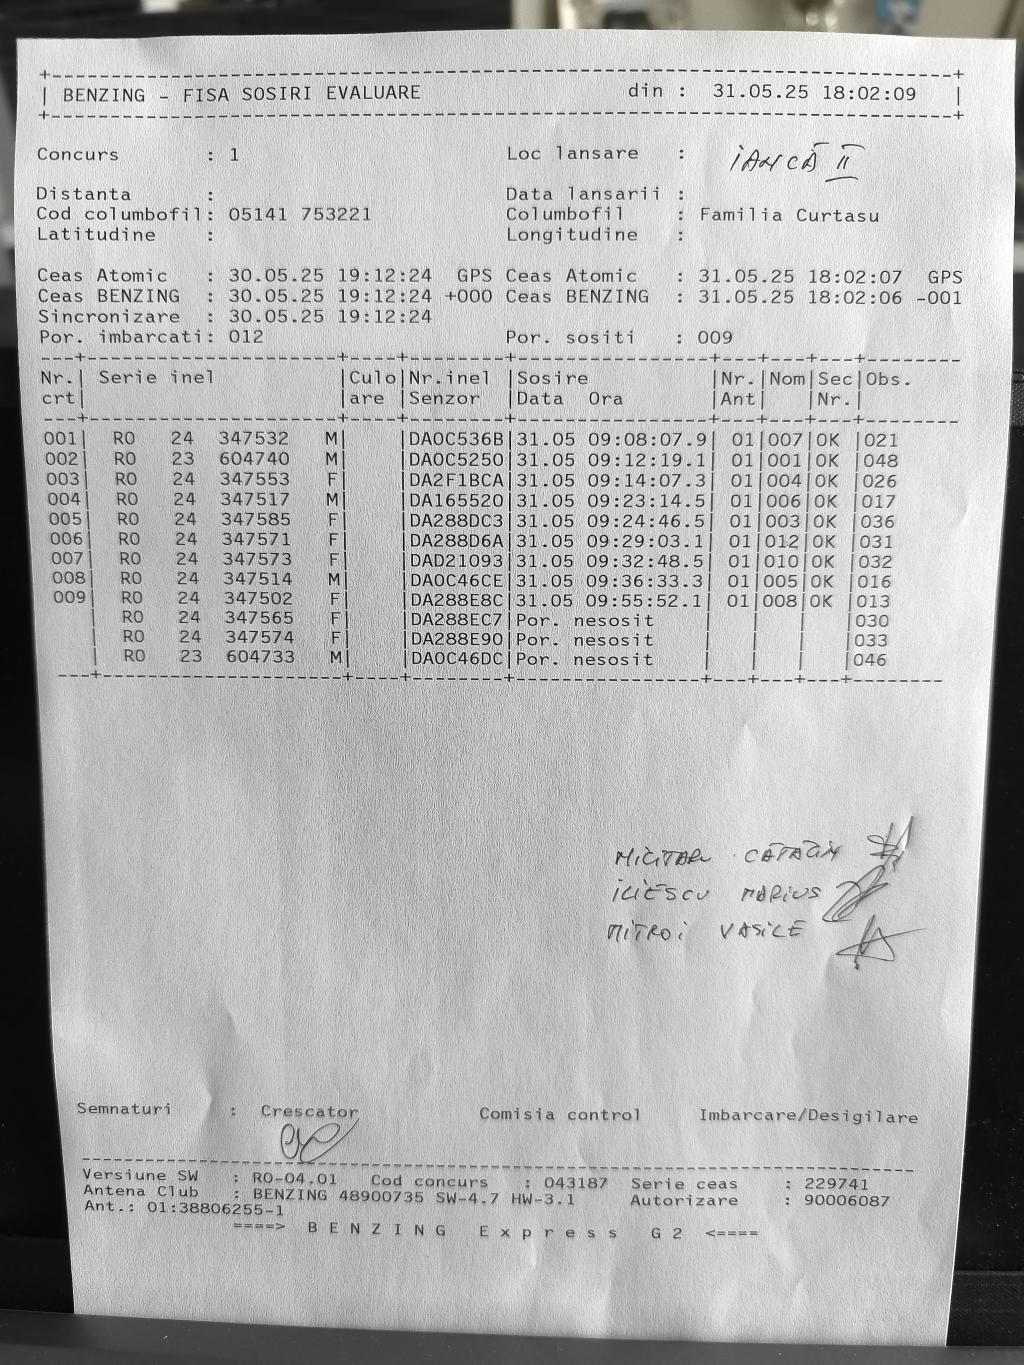 +----------------------------------------------------------------------------+
| BENZING - FISA SOSIRI EVALUARE din : 31.05.25 18:02:09 |
+----------------------------------------------------------------------------+
Concurs : 1 Loc lansare : IANCA II
Distanta : Data lansarii :
Cod columbofil: 05141 753221 Columbofil : Familia Curtasu
Latitudine : Longitudine :
Ceas Atomic : 30.05.25 19:12:24 GPS Ceas Atomic : 31.05.25 18:02:07 GPS
Ceas BENZING : 30.05.25 19:12:24 +000 Ceas BENZING : 31.05.25 18:02:06 -001
Sincronizare : 30.05.25 19:12:24
Por. imbarcati: 012 Por. sositi : 009
Nr.| Serie inel |Culo|Nr.inel |Sosire |Nr.|Nom|Sec|Obs.
crt| |are |Senzor |Data Ora |Ant| |Nr.|
001| RO 24 347532 M| |DA0C536B|31.05 09:08:07.9| 01|007|OK |021
002| RO 23 604740 M| |DA0C5250|31.05 09:12:19.1| 01|001|OK |048
003| RO 24 347553 F| |DA2F1BCA|31.05 09:14:07.3| 01|004|OK |026
004| RO 24 347517 M| |DA165520|31.05 09:23:14.5| 01|006|OK |017
005| RO 24 347585 F| |DA288DC3|31.05 09:24:46.5| 01|003|OK |036
006| RO 24 347571 F| |DA288D6A|31.05 09:29:03.1| 01|012|OK |031
007| RO 24 347573 F| |DAD21093|31.05 09:32:48.5| 01|010|OK |032
008| RO 24 347514 M| |DA0C46CE|31.05 09:36:33.3| 01|005|OK |016
009| RO 24 347502 F| |DA288E8C|31.05 09:55:52.1| 01|008|OK |013
| RO 24 347565 F| |DA288EC7|Por. nesosit | | | |030
| RO 24 347574 F| |DA288E90|Por. nesosit | | | |033
| RO 23 604733 M| |DA0C46DC|Por. nesosit | | | |046
MILITARU CATALIN
ILIESCU MARIUS
MITROI VASILE
Semnaturi : Crescator Comisia control Imbarcare/Desigilare
Versiune SW : RO-04.01 Cod concurs : 043187 Serie ceas : 229741
Antena Club : BENZING 48900735 SW-4.7 HW-3.1 Autorizare : 90006087
Ant.: 01:38806255-1
====> B E N Z I N G E x p r e s s G 2 <====